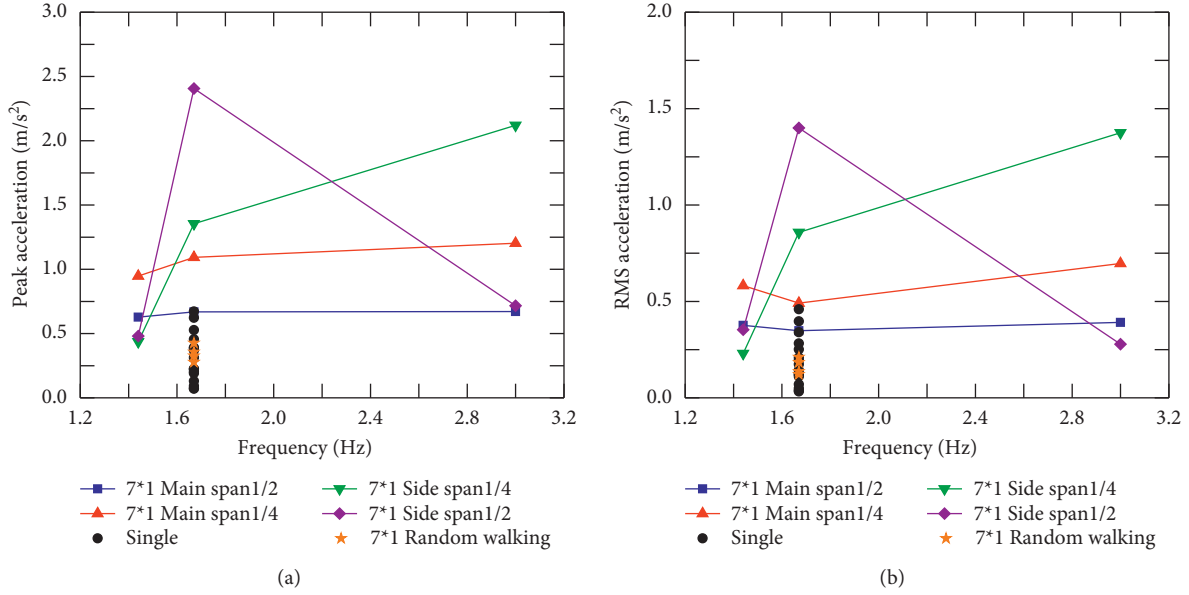 3.0
2.5
2.0
1.5
1.0
0.5
0.0
Peak acceleration (m/s²)
1.2 1.6 2.0 2.4 2.8 3.2
Frequency (Hz)
7*1 Main span1/2
7*1 Main span1/4
Single
7*1 Side span1/4
7*1 Side span1/2
7*1 Random walking
(a)
2.0
1.5
1.0
0.5
0.0
RMS acceleration (m/s²)
1.2 1.6 2.0 2.4 2.8 3.2
Frequency (Hz)
7*1 Main span1/2
7*1 Main span1/4
Single
7*1 Side span1/4
7*1 Side span1/2
7*1 Random walking
(b)